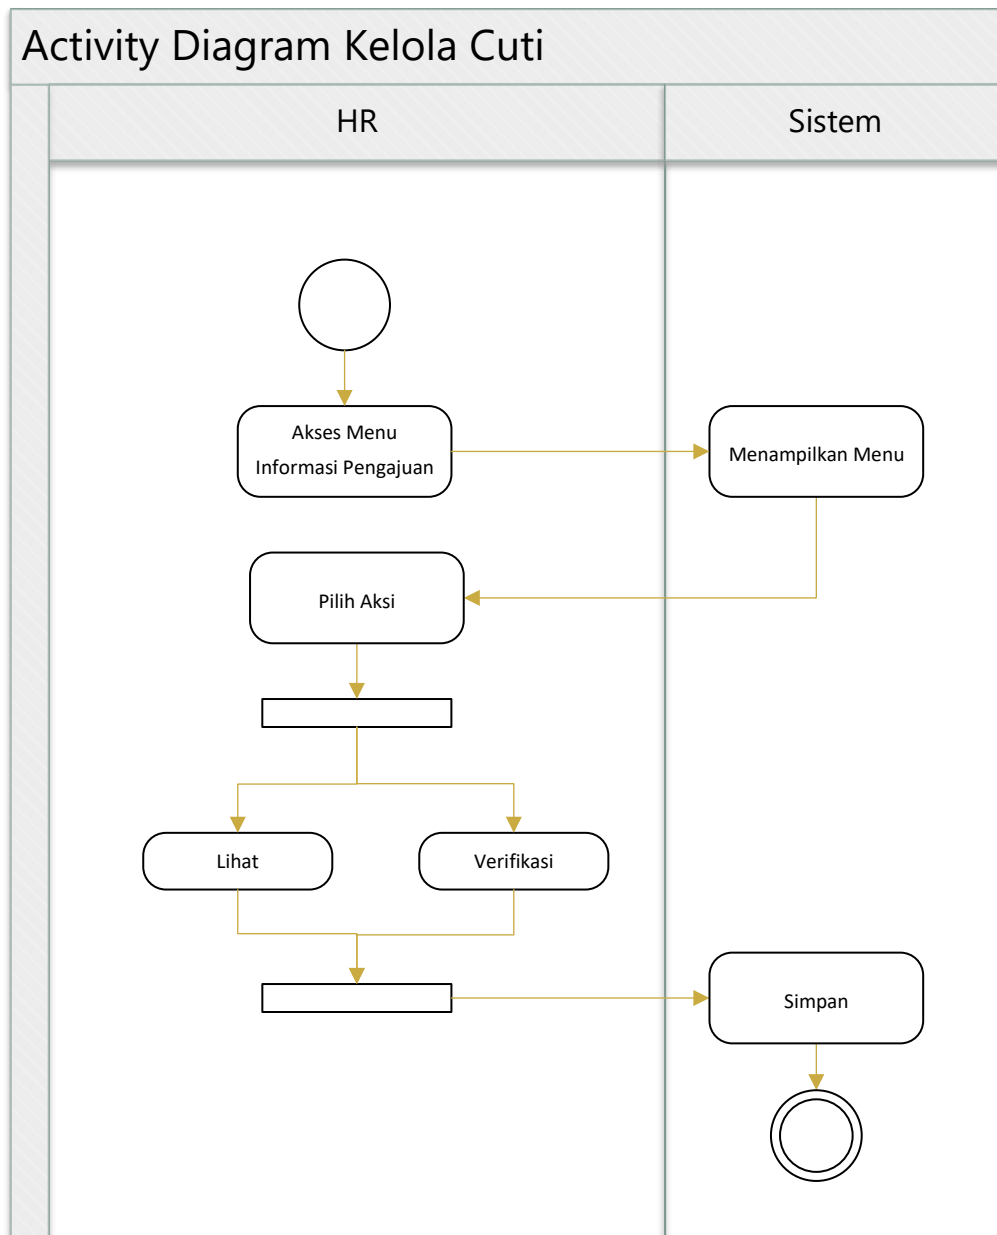 Activity Diagram Kelola Cuti
HR
Sistem
Akses Menu
Informasi Pengajuan
Menampilkan Menu
Pilih Aksi
Lihat
Verifikasi
Simpan